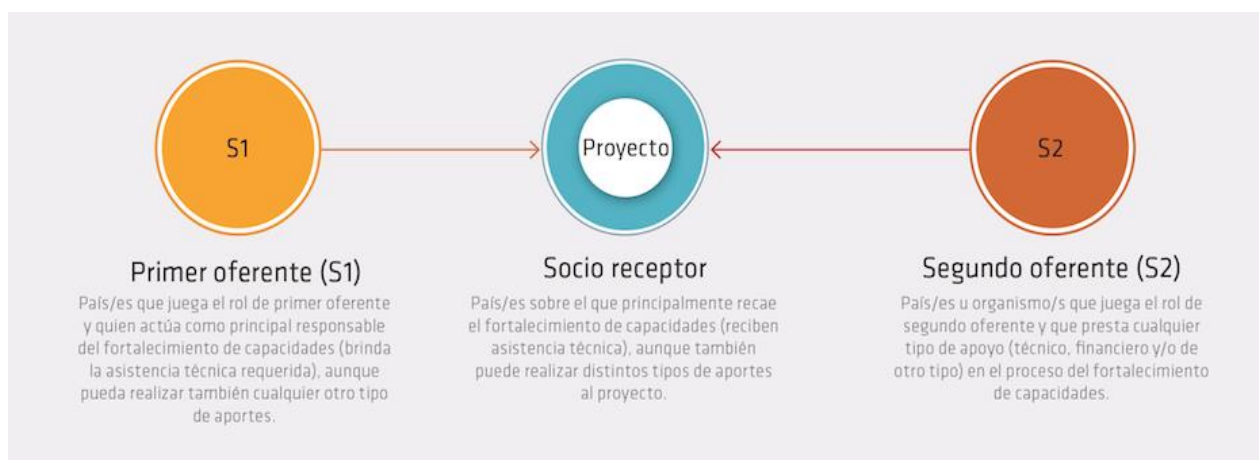 S1
Proyecto
S2
Primer oferente (S1)
País/es que juega el rol de primer oferente
y quien actúa como principal responsable
del fortalecimiento de capacidades (brinda
la asistencia técnica requerida), aunque
pueda realizar también cualquier otro tipo
de aportes.
Socio receptor
País/es sobre el que principalmente recae
el fortalecimiento de capacidades (reciben
asistencia técnica), aunque también
puede realizar distintos tipos de aportes
al proyecto.
Segundo oferente (S2)
País/es u organismo/s que juega el rol de
segundo oferente y que presta cualquier
tipo de apoyo (técnico, financiero y/o de
otro tipo) en el proceso del fortalecimiento
de capacidades.